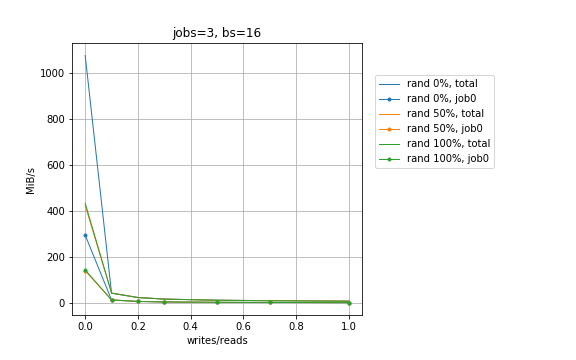 jobs=3, bs=16
1000
800
600
400
200
0
MiB/s
0.0 0.2 0.4 0.6 0.8 1.0
writes/reads
rand 0%, total
rand 0%, job0
rand 50%, total
rand 50%, job0
rand 100%, total
rand 100%, job0